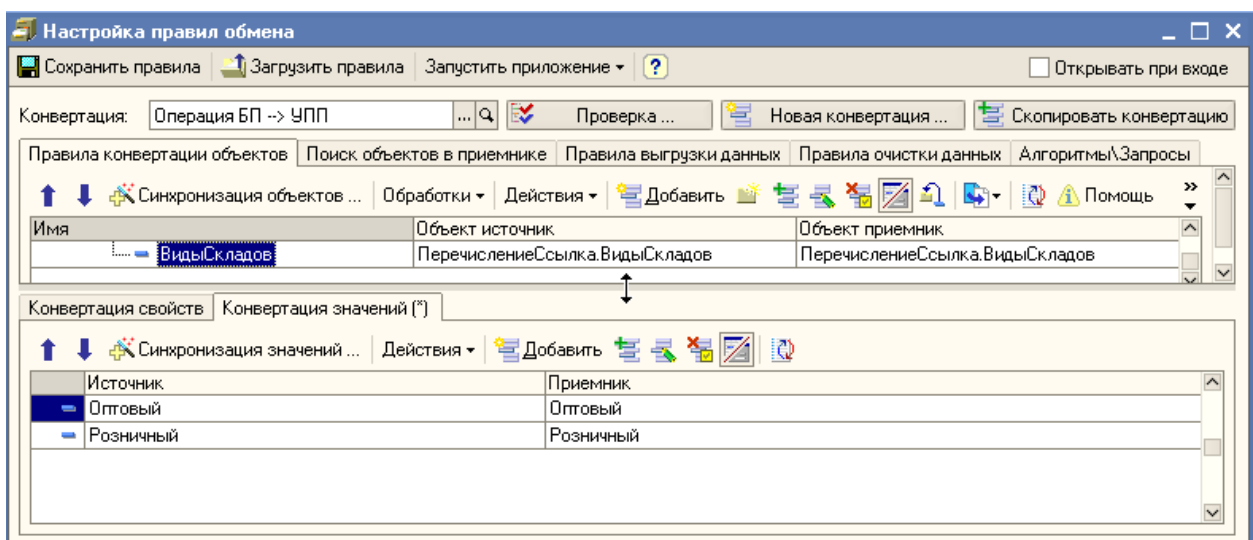 Настройка правил обмена
Сохранить правила Загрузить правила Запустить приложение ? Открывать при входе
Конвертация: Операция БП --> УПП ... Проверка ... Новая конвертация ... Скопировать конвертацию
Правила конвертации объектов Поиск объектов в приемнике Правила выгрузки данных Правила очистки данных Алгоритмы\Запросы
Синхронизация объектов ... Обработки Действия Добавить Помощь
Имя Объект источник Объект приемник
ВидыСкладов ПеречислениеСсылка.ВидыСкладов ПеречислениеСсылка.ВидыСкладов
Конвертация свойств Конвертация значений (*)
Синхронизация значений ... Действия Добавить
Источник Приемник
Оптовый Оптовый
Розничный Розничный